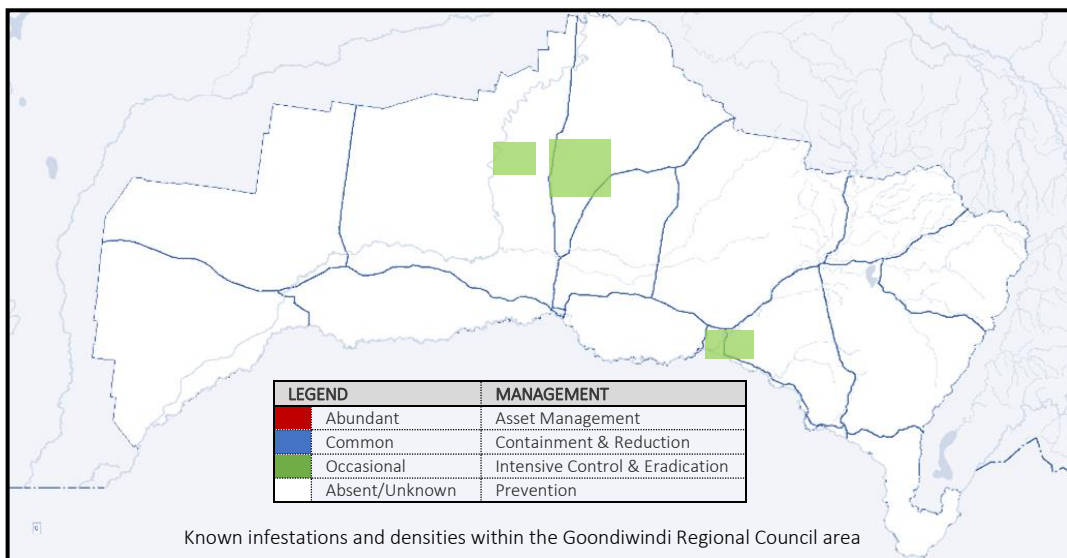 LEGEND MANAGEMENT
Abundant Asset Management
Common Containment & Reduction
Occasional Intensive Control & Eradication
Absent/Unknown Prevention
Known infestations and densities within the Goondiwindi Regional Council area